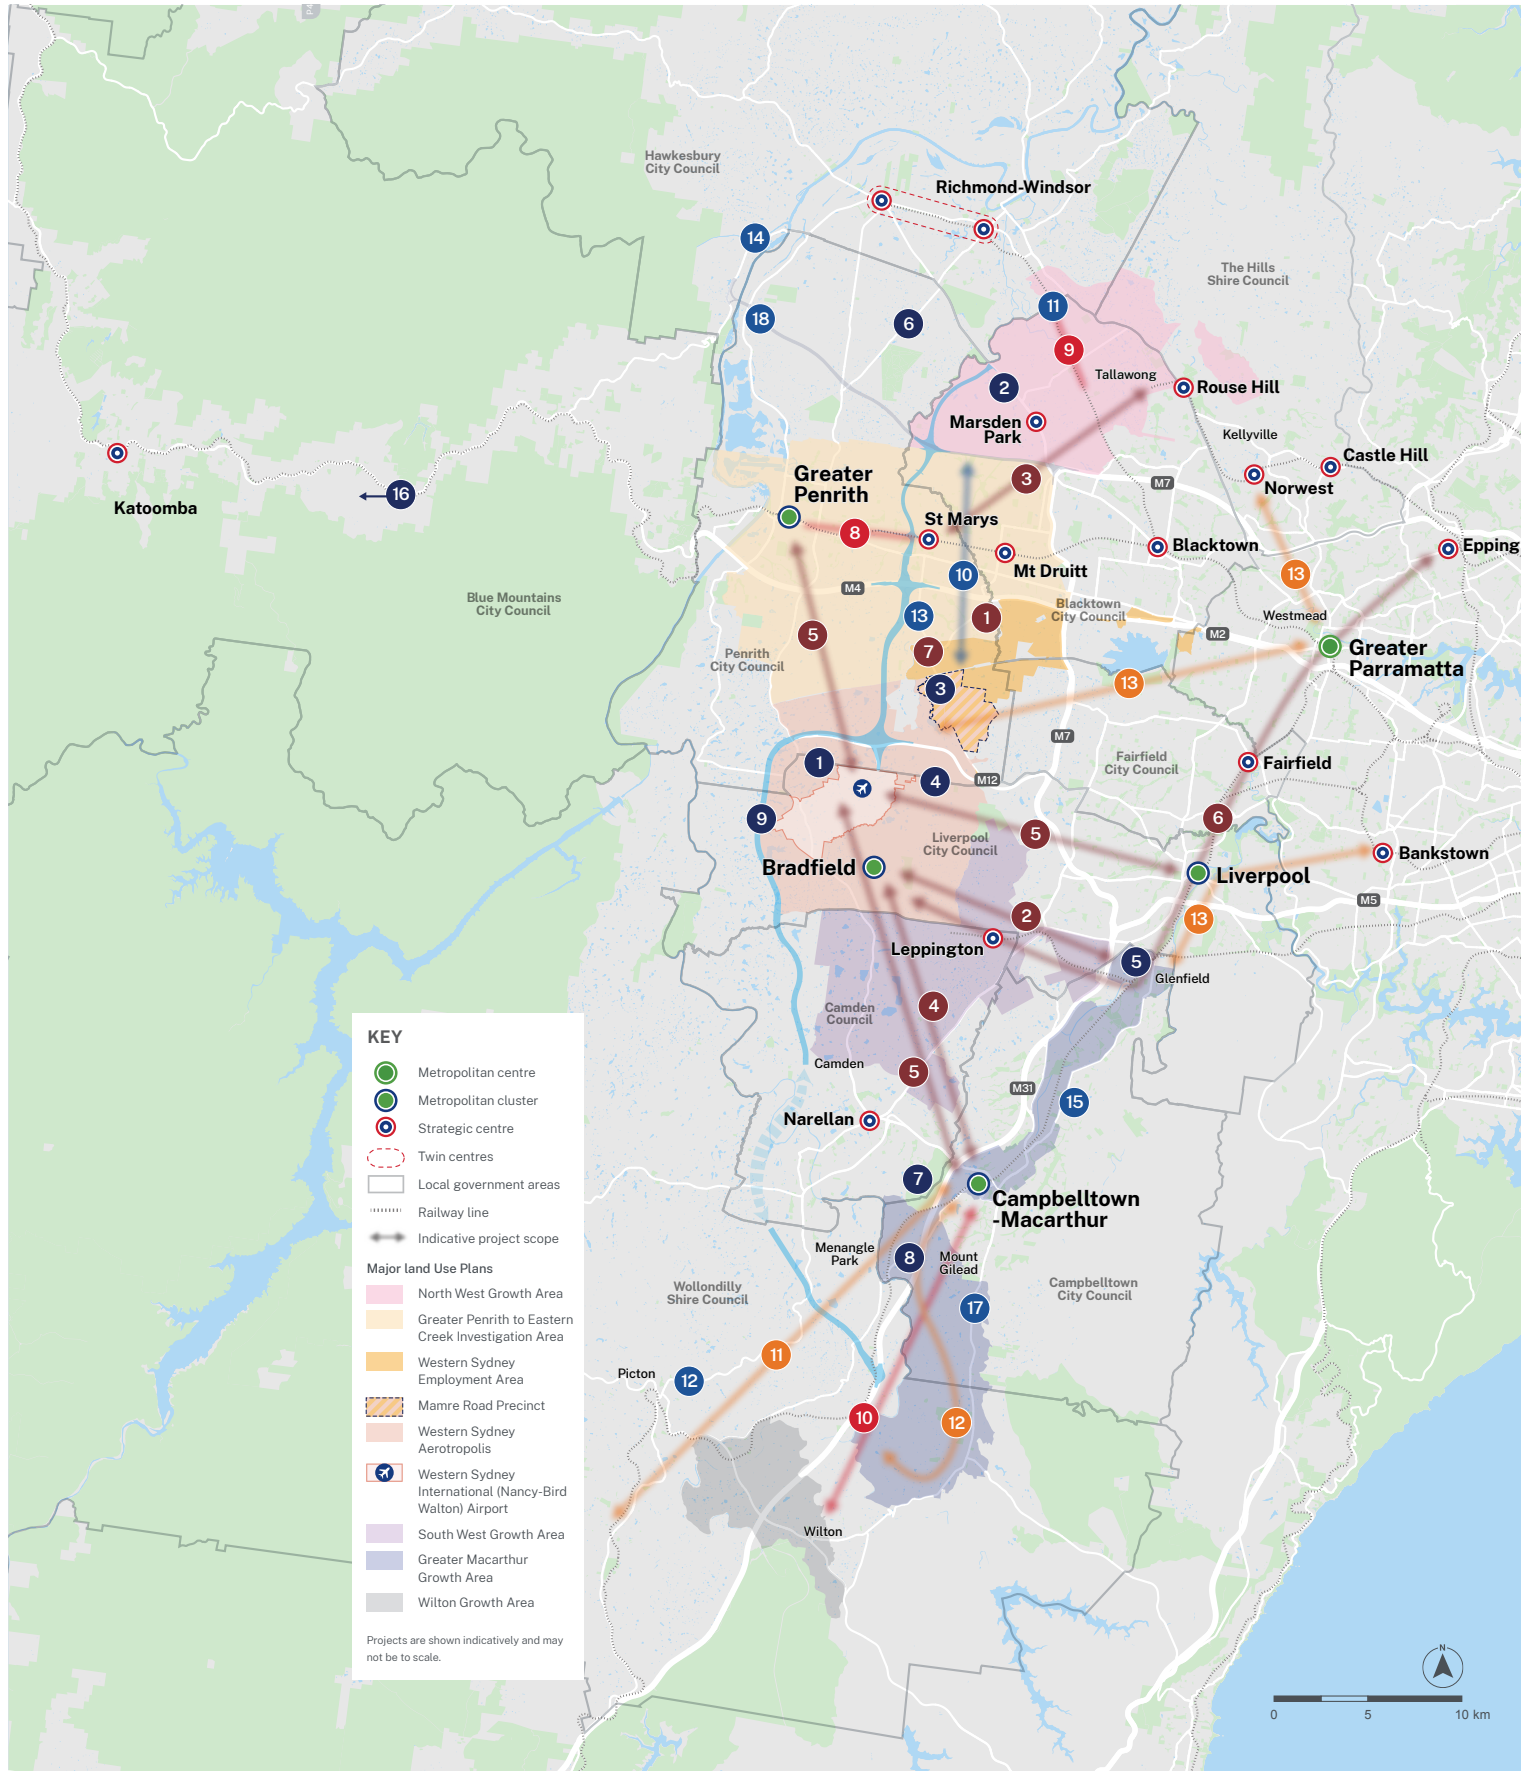 P4
Hawkesbury
City Council
Richmond-Windsor
14
The Hills
Shire Council
11
18
6
9
Tallawong
2
Rouse Hill
Marsden
Park
Kellyville
Castle Hill
Katoomba
16
Greater
Penrith
3
M7
Norwest
St Marys
8
Blacktown
Epping
Mt Druitt
10
13
M4
Blue Mountains
City Council
Blacktown
City Council
13
1
Westmead
5
M2
7
Penrith
City Council
Greater
Parramatta
3
13
M7
1
4
M12
Fairfield
City Council
Fairfield
9
6
5
Liverpool
City Council
Bankstown
Bradfield
Liverpool
M5
2
13
Leppington
5
Glenfield
4
Camden
Council
Camden
5
M31
15
Narellan
7
Campbelltown
-Macarthur
Menangle
Park
8
Mount
Gilead
Wollondilly
Shire Council
Campbelltown
City Council
17
11
Picton
12
10
12
Wilton
KEY
Metropolitan centre
Metropolitan cluster
Strategic centre
Twin centres
Local government areas
Railway line
Indicative project scope
Major land Use Plans
North West Growth Area
Greater Penrith to Eastern
Creek Investigation Area
Western Sydney
Employment Area
Mamre Road Precinct
Western Sydney
Aerotropolis
Western Sydney
International (Nancy-Bird
Walton) Airport
South West Growth Area
Greater Macarthur
Growth Area
Wilton Growth Area
Projects are shown indicatively and may
not be to scale.
N
0 5 10 km